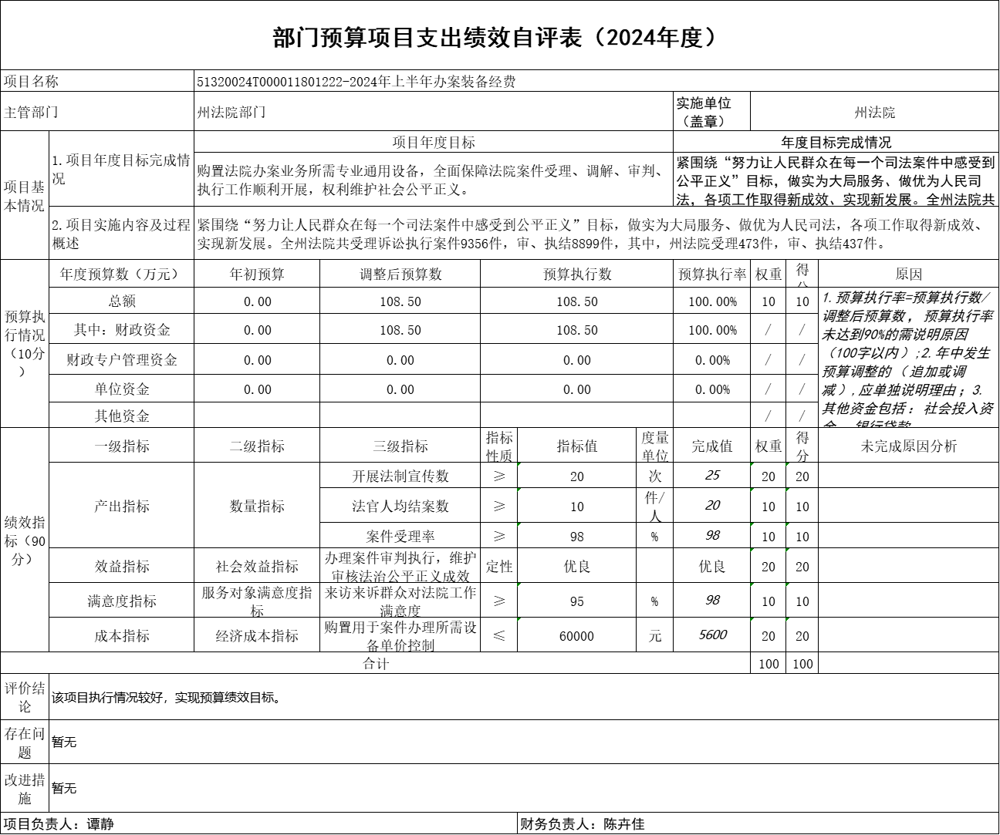 部门预算项目支出绩效自评表（2024年度）
项目名称
51320024T000011801222-2024年上半年办案装备经费
主管部门
州法院部门
实施单位
（盖章）
州法院
项目基
本情况
1.项目年度目标完成情
况
项目年度目标
年度目标完成情况
购置法院办案业务所需专业通用设备，全面保障法院案件受理、调解、审判、
执行工作顺利开展，权利维护社会公平正义。
紧围绕“努力让人民群众在每一个司法案件中感受到
公平正义”目标，做实为大局服务、做优为人民司
法，各项工作取得新成效、实现新发展。全州法院共
2.项目实施内容及过程
概述
紧围绕“努力让人民群众在每一个司法案件中感受到公平正义”目标，做实为大局服务、做优为人民司法，各项工作取得新成效、
实现新发展。全州法院共受理诉讼执行案件9356件，审、执结8899件，其中，州法院受理473件，审、执结437件。
预算执
行情况
（10分
）
年度预算数（万元） 年初预算 调整后预算数 预算执行数 预算执行率 权重 得分 原因
总额 0.00 108.50 108.50 100.00% 10 10
其中：财政资金 0.00 108.50 108.50 100.00% / /
财政专户管理资金 0.00 0.00 0.00 0.00% / /
单位资金 0.00 0.00 0.00 0.00% / /
其他资金 / /
1.预算执行率=预算执行数/
调整后预算数，预算执行率
未达到90%的需说明原因
（100字以内）;2.年中发生
预算调整的（追加或调
减）,应单独说明理由；3.
其他资金包括：社会投入资
金、银行贷款
绩效指
标（90
分）
一级指标 二级指标 三级指标 指标性质 指标值 度量单位 完成值 权重 得分 未完成原因分析
产出指标 数量指标 开展法制宣传数 ≥ 20 次 25 20 20
法官人均结案数 ≥ 10 件/人 20 10 10
案件受理率 ≥ 98 % 98 10 10
效益指标 社会效益指标 办理案件审判执行，维护审核法治公平正义成效 定性 优良 优良 20 20
满意度指标 服务对象满意度指标 来访来诉群众对法院工作满意度 ≥ 95 % 98 10 10
成本指标 经济成本指标 购置用于案件办理所需设备单价控制 ≤ 60000 元 5600 20 20
合计 100 100
评价结
论
该项目执行情况较好，实现预算绩效目标。
存在问
题
暂无
改进措
施
暂无
项目负责人：谭静
财务负责人：陈卉佳